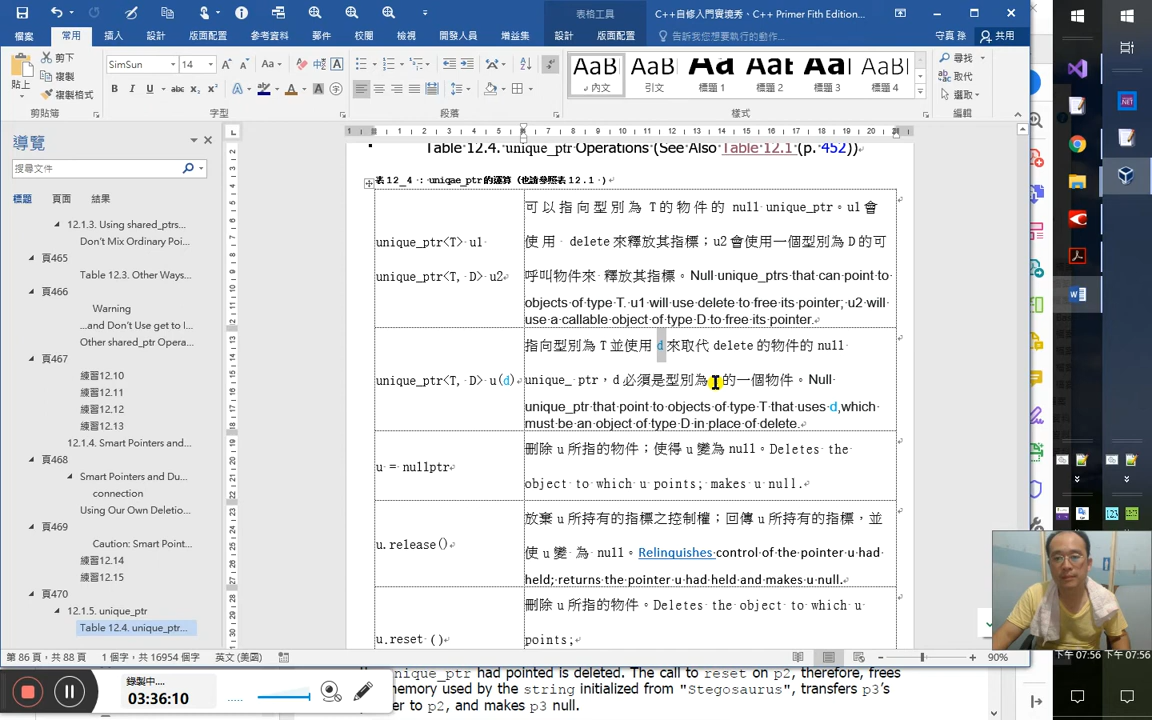 表格工具
C++自修入門實境秀、C++ Primer Fith Edition...
檔案
常用
插入
設計
版面配置
參考資料
郵件
校閱
檢視
開發人員
增益集
設計
版面配置
告訴我您想要執行的動作...
守真 孫
共用
貼上
剪下
複製
複製格式
SimSun
14
AaB
AaBl
AaB
AaBl
AaB
AaBl
內文
設計
標題 1
標題 2
標題 3
標題 4
尋找
取代
選取
剪貼簿
字型
段落
樣式
編輯
導覽
搜尋文件
標題
頁面
結果
12.1.3. Using shared_ptrs...
Don't Mix Ordinary Poi...
頁465
Table 12.3. Other Ways...
頁466
Warning
...and Don't Use get to I...
Other shared_ptr Opera...
頁467
練習12.10
練習12.11
練習12.12
練習12.13
12.1.4. Smart Pointers and...
頁468
Smart Pointers and Du...
connection
Using Our Own Deletio...
頁469
Caution: Smart Point...
練習12.14
練習12.15
頁470
12.1.5. unique_ptr
Table 12.4. unique_ptr...
Table 12.4. unique_ptr Operations (See Also Table 12.1 (p. 452))
表 12_4 : uniqae_ptr 的運算 (也請參照表 12.1 )
unique_ptr<T> u1
unique_ptr<T, D> u2
可以指向型別為 T的物件的 null unique_ptr。u1 會
使用 delete 來釋放其指標；u2 會使用一個型別為 D 的可
呼叫物件來 釋放其指標。Null unique_ptrs that can point to
objects of type T. u1 will use delete to free its pointer; u2 will
use a callable object of type D to free its pointer.
unique_ptr<T, D> u(d)
指向型別為 T 並使用 d 來取代 delete 的物件的 null
unique_ ptr，d 必須是型別為 的一個物件。Null
unique_ptr that point to objects of type T that uses d,which
must be an object of type D in place of delete.
u = nullptr
刪除 u 所指的物件；使得 u 變為 null。Deletes the
object to which u points; makes u null.
u.release()
放棄 u 所持有的指標之控制權；回傳 u 所持有的指標，並
使 u 變 為 null。Relinquishes control of the pointer u had
held; returns the pointer u had held and makes u null.
u.reset ()
刪除 u 所指的物件。Deletes the object to which u
points;
第 86 頁，共 88 頁
1 個字，共 16954 個字
英文 (美國)
90%
錄製中...
03:36:10
unique_ptr had pointed is deleted. The call to reset on p2, therefore, frees
memory used by the string initialized from "Stegosaurus", transfers p3's
er to p2, and makes p3 null.
下午 07:56
下午 07:56